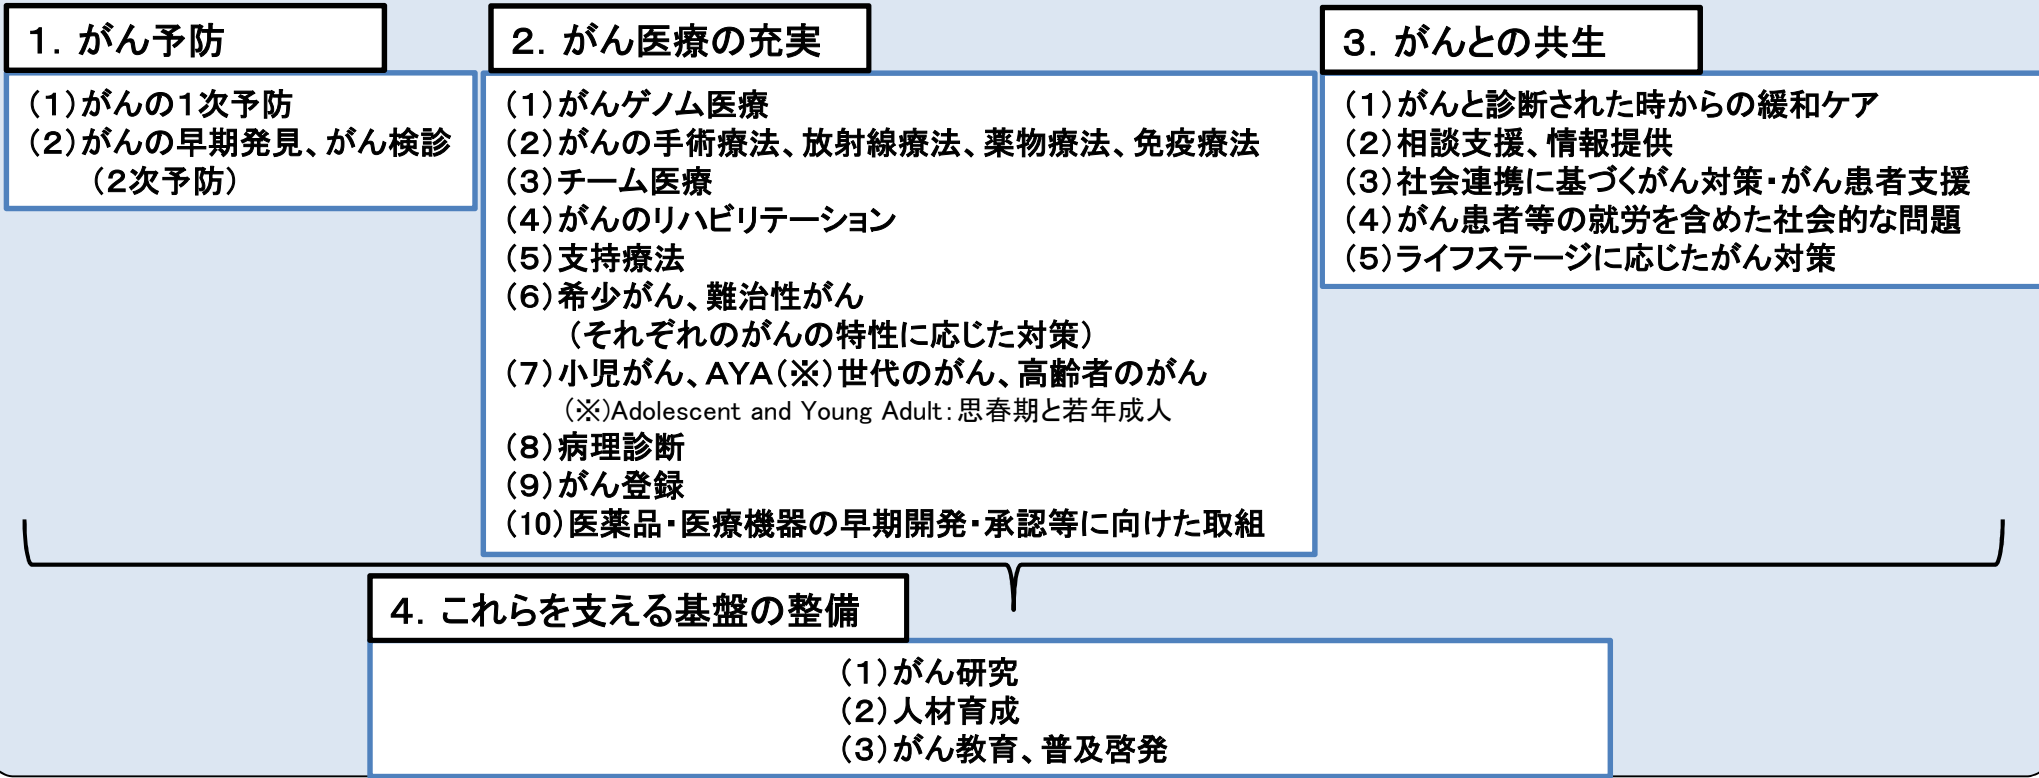 1．がん予防
（1）がんの1次予防
（2）がんの早期発見、がん検診
（2次予防）
2．がん医療の充実
（1）がんゲノム医療
（2）がんの手術療法、放射線療法、薬物療法、免疫療法
（3）チーム医療
（4）がんのリハビリテーション
（5）支持療法
（6）希少がん、難治性がん
（それぞれのがんの特性に応じた対策）
（7）小児がん、AYA（※）世代のがん、高齢者のがん
（※）Adolescent and Young Adult：思春期と若年成人
（8）病理診断
（9）がん登録
（10）医薬品・医療機器の早期開発・承認等に向けた取組
3．がんとの共生
（1）がんと診断された時からの緩和ケア
（2）相談支援、情報提供
（3）社会連携に基づくがん対策・がん患者支援
（4）がん患者等の就労を含めた社会的な問題
（5）ライフステージに応じたがん対策
4．これらを支える基盤の整備
（1）がん研究
（2）人材育成
（3）がん教育、普及啓発